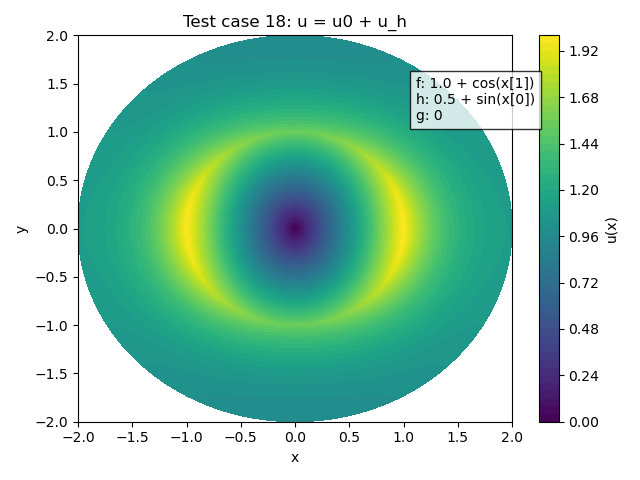 Test case 18: u = u0 + u_h
f: 1.0 + cos(x[1])
h: 0.5 + sin(x[0])
g: 0
2.0
1.5
1.0
0.5
0.0
−0.5
−1.0
−1.5
−2.0
y
−2.0 −1.5 −1.0 −0.5 0.0 0.5 1.0 1.5 2.0
x
1.92
1.68
1.44
1.20
0.96
0.72
0.48
0.24
0.00
u(x)